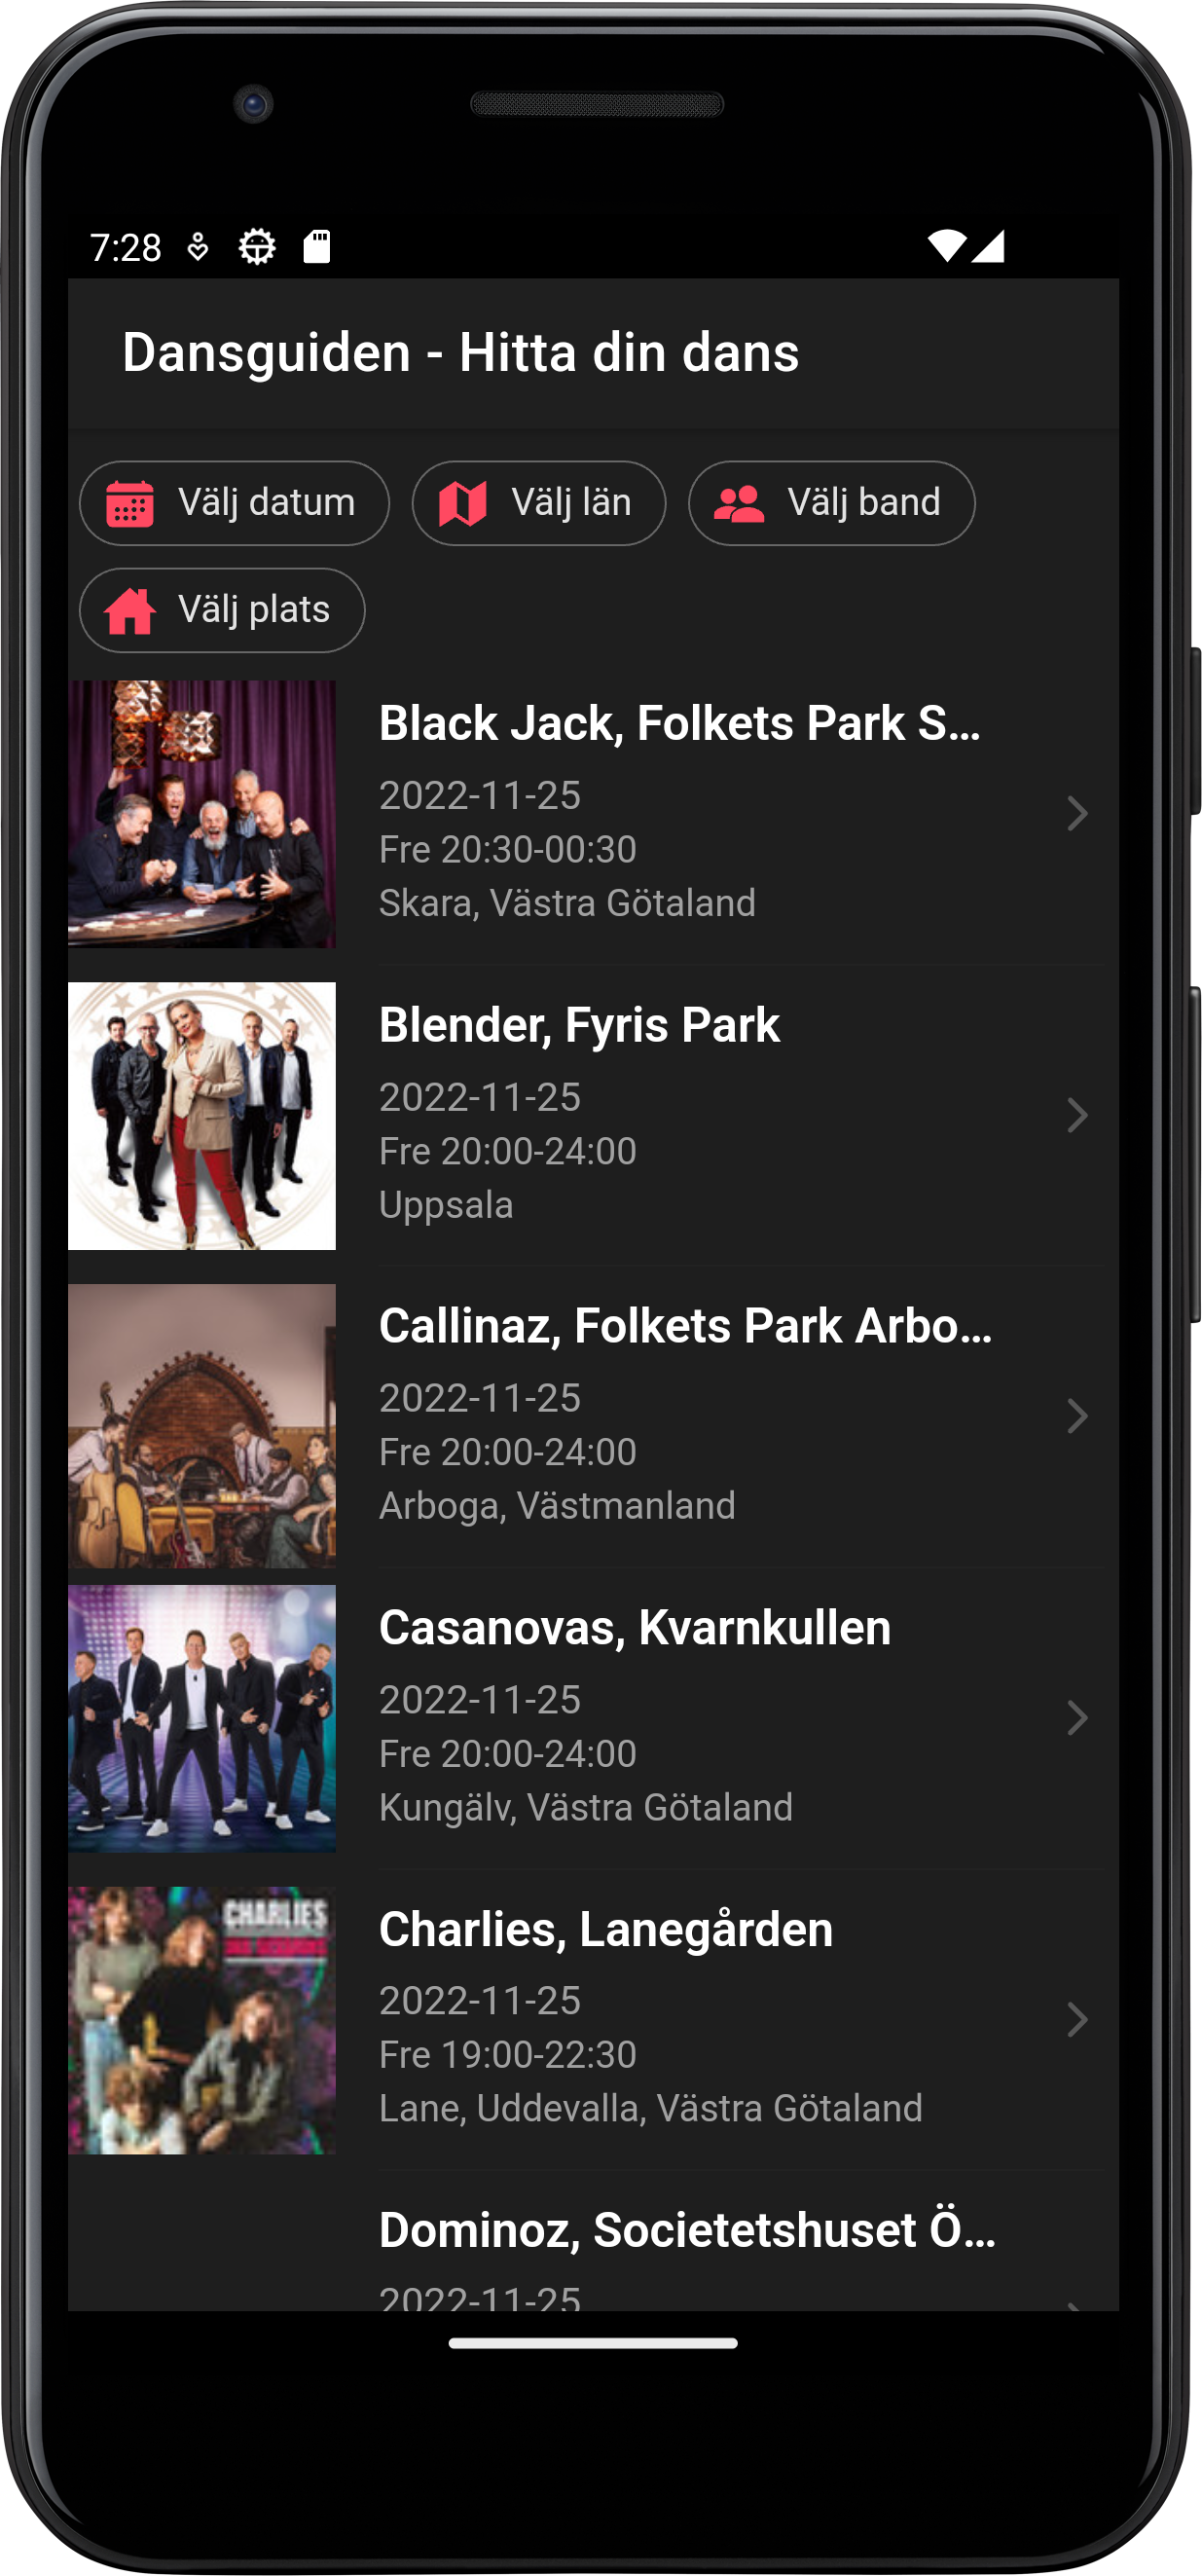 7:28
Dansguiden - Hitta din dans
Välj datum
Välj län
Välj band
Välj plats
Black Jack, Folkets Park S...
2022-11-25
Fre 20:30-00:30
Skara, Västra Götaland
Blender, Fyris Park
2022-11-25
Fre 20:00-24:00
Uppsala
Callinaz, Folkets Park Arbo...
2022-11-25
Fre 20:00-24:00
Arboga, Västmanland
Casanovas, Kvarnkullen
2022-11-25
Fre 20:00-24:00
Kungälv, Västra Götaland
CHARLIES
Charlies, Lanegården
2022-11-25
Fre 19:00-22:30
Lane, Uddevalla, Västra Götaland
Dominoz, Societetshuset Ö...
2022-11-25